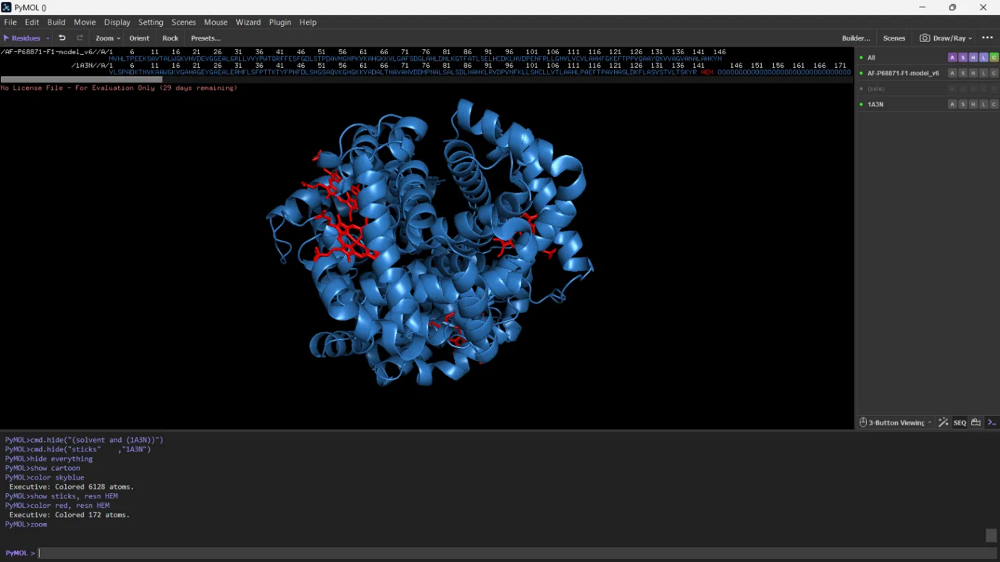 PyMOL ()
File Edit Build Movie Display Setting Scenes Mouse Wizard Plugin Help
Residues Zoom Orient Rock Presets... Builder... Scenes Draw/Ray
/AF-P68871-F1-model_v6//A/1 6 11 16 21 26 31 36 41 46 51 56 61 66 71 76 81 86 91 96 101 106 111 116 121 126 131 136 141 146
MVHLTPEEKSAVTALWGKVNVDEVGGEALGRLLVVYPWTQRFFESFGDLSTPDAVMGNPKVKAHGKKVLGAFSDGLAHLDNLKGTFATLSELHCDKLHVDPENFRLLGNVLVCVLAHHFGKEFTPPVQAAYQKVVAGVANALAHKYH
/1A3N//A/1 6 11 16 21 26 31 36 41 46 51 56 61 66 71 76 81 86 91 96 101 106 111 116 121 126 131 136 141 146 151 156 161 166 171
VLSPADKTNVKAAWGKVGAHAGEYGAEALERMFLSFPTTKTYFPHFDLSHGSAQVKGHGKKVADALTNAVAHVDDMPNALSALSDLHAHKLRVDPVNFKLLSHCLLVTLAAHLPAEFTPAVHASLDKFLASVSTVLTSKYR HEM OOOOOOOOOOOOOOOOOOOOOOOOOOOOOOOO
No License File - For Evaluation Only (29 days remaining)
All A S H L C
AF-P68871-F1-model_v6 A S H L C
(sele) A S H L C
1A3N A S H L C
3-Button Viewing SEQ
PyMOL>cmd.hide("(solvent and (1A3N))")
PyMOL>cmd.hide("sticks" ,"1A3N")
PyMOL>hide everything
PyMOL>show cartoon
PyMOL>color skyblue
Executive: Colored 6128 atoms.
PyMOL>show sticks, resn HEM
PyMOL>color red, resn HEM
Executive: Colored 172 atoms.
PyMOL>zoom
PyMOL >